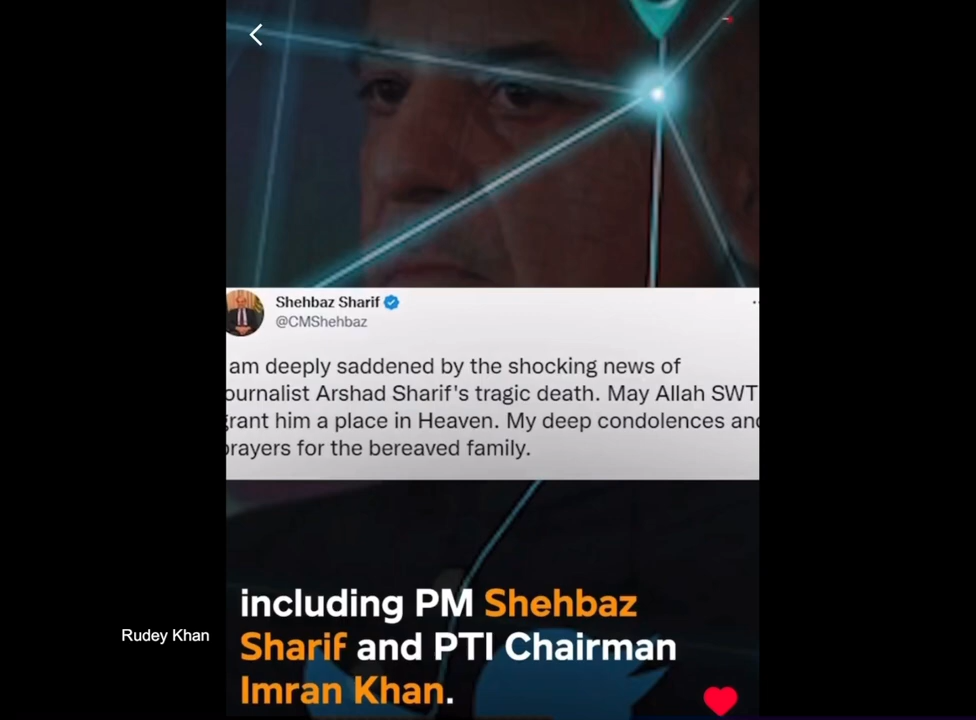 Shehbaz Sharif
@CMShehbaz
am deeply saddened by the shocking news of
ournalist Arshad Sharif's tragic death. May Allah SWT
grant him a place in Heaven. My deep condolences and
prayers for the bereaved family.
including PM Shehbaz
Sharif and PTI Chairman
Imran Khan.
Rudey Khan